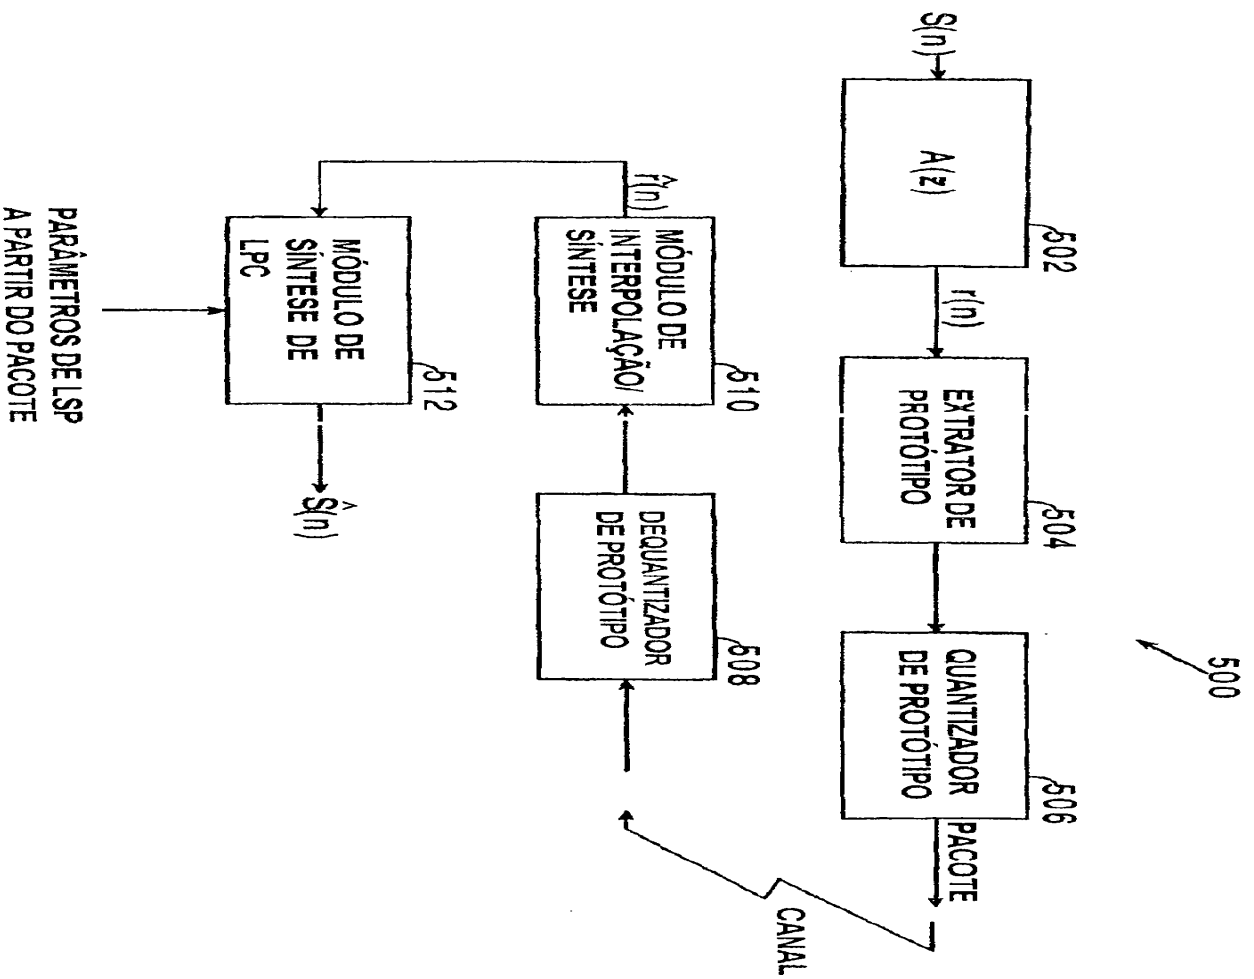 500
S(n)
A(z)
502
r(n)
EXTRATOR DE
PROTÓTIPO
504
QUANTIZADOR
DE PROTÓTIPO
506
PACOTE
CANAL
DEQUANTIZADOR
DE PROTÓTIPO
508
MÓDULO DE
INTERPOLAÇÃO/
SÍNTESE
510
r̂(n)
MÓDULO DE
SÍNTESE DE
LPC
512
Ŝ(n)
PARÂMETROS DE LSP
A PARTIR DO PACOTE